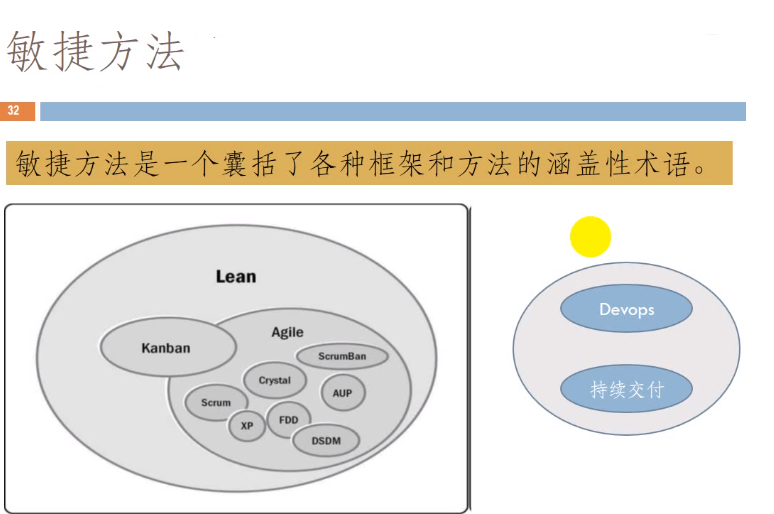 敏捷方法
32
敏捷方法是一个囊括了各种框架和方法的涵盖性术语。
Lean
Kanban
Agile
ScrumBan
Crystal
AUP
Scrum
XP
FDD
DSDM
Devops
持续交付